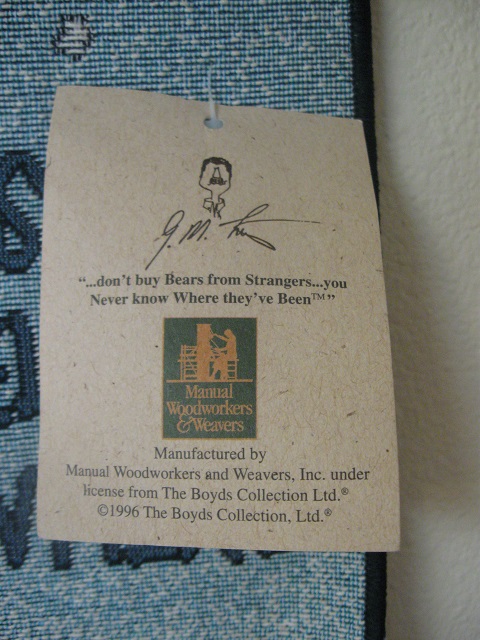 G.M. 
"...don't buy Bears from Strangers...you
Never know Where they've Been™"
Manual
Woodworkers
& Weavers
Manufactured by
Manual Woodworkers and Weavers, Inc. under
license from The Boyds Collection Ltd.®
©1996 The Boyds Collection, Ltd.®